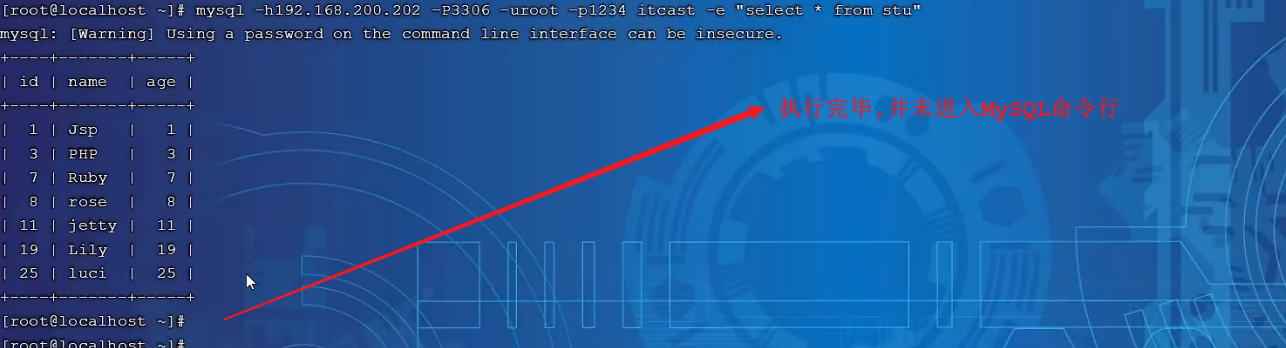 [root@localhost ~]# mysql -h192.168.200.202 -P3306 -uroot -p1234 itcast -e "select * from stu"
mysql: [Warning] Using a password on the command line interface can be insecure.
+----+-------+-----+
| id | name  | age |
+----+-------+-----+
|  1 | Jsp   |   1 |
|  3 | PHP   |   3 |
|  7 | Ruby  |   7 |
|  8 | rose  |   8 |
| 11 | jetty |  11 |
| 19 | Lily  |  19 |
| 25 | luci  |  25 |
+----+-------+-----+
[root@localhost ~]#
[root@localhost ~]#
执行完毕,并未进入MySQL命令行